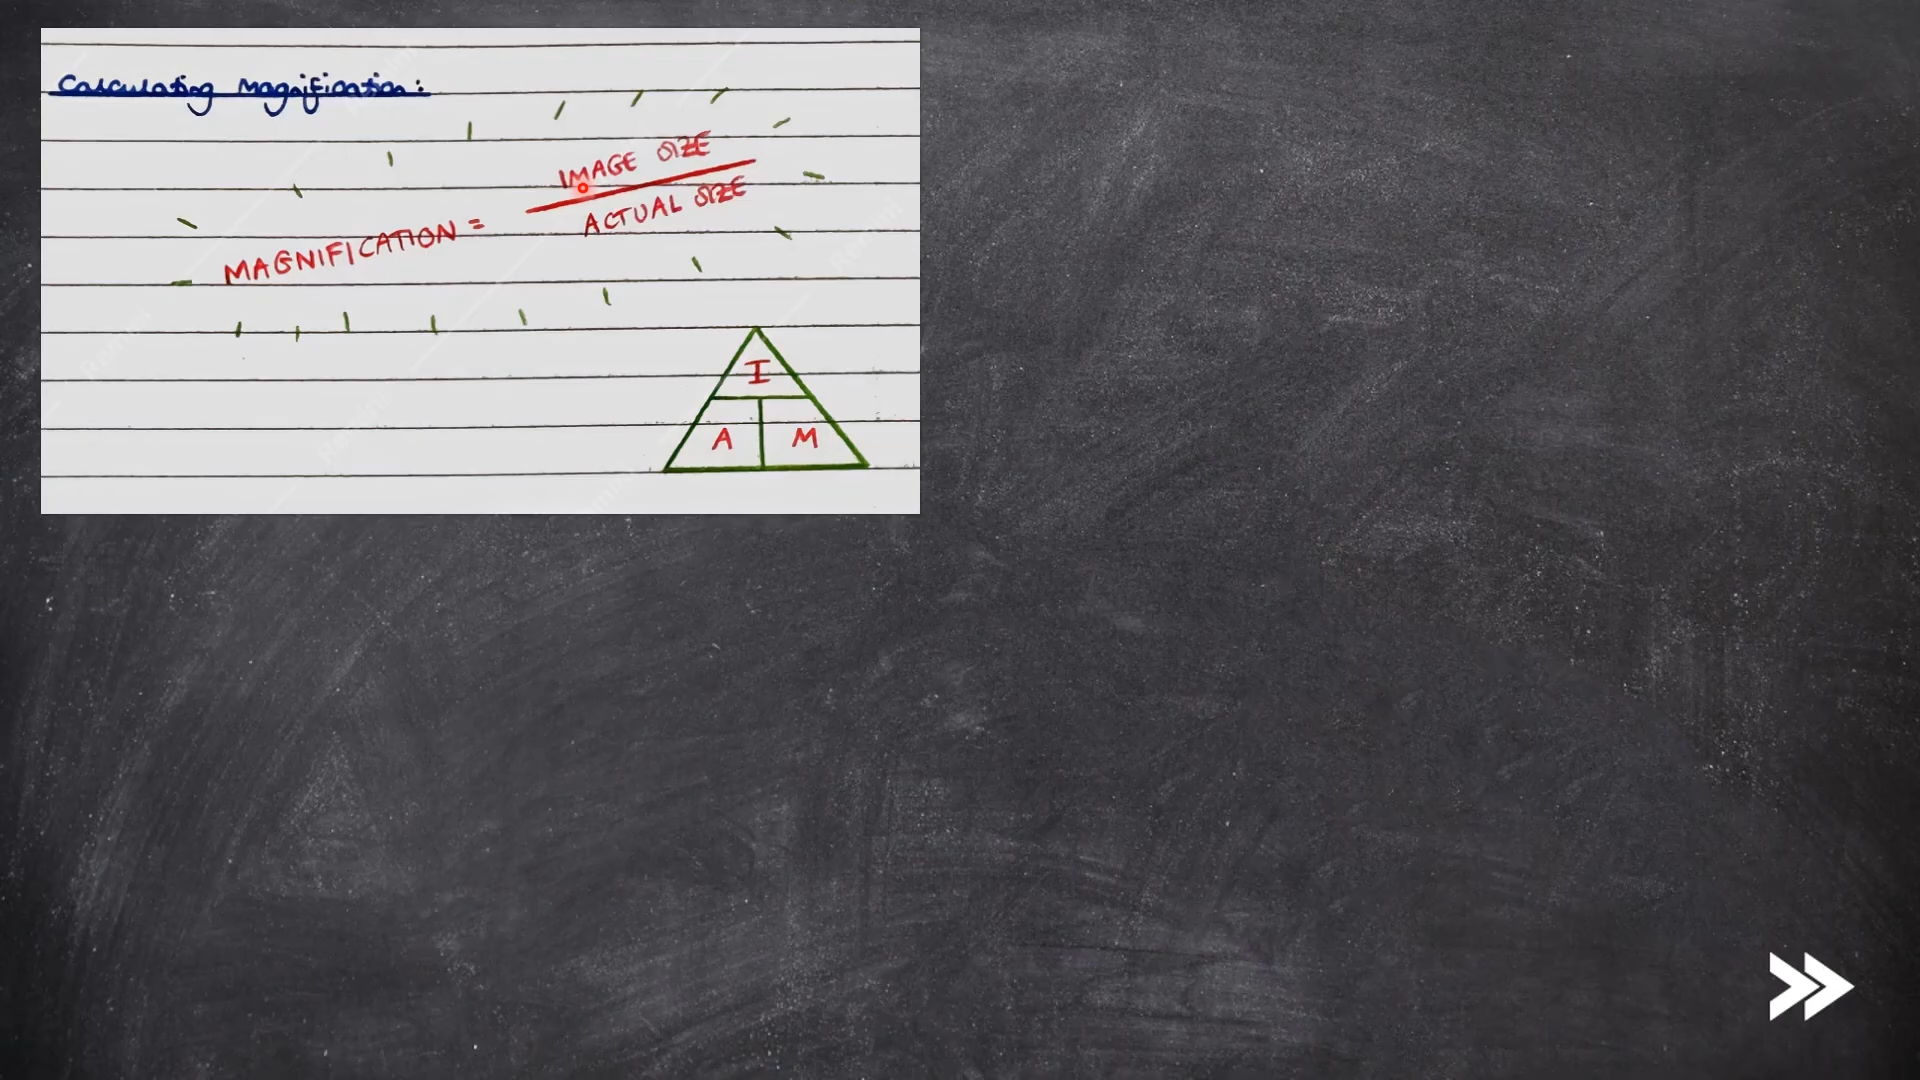 Calculating Magnification:
IMAGE SIZE
MAGNIFICATION =
ACTUAL SIZE
I
A M